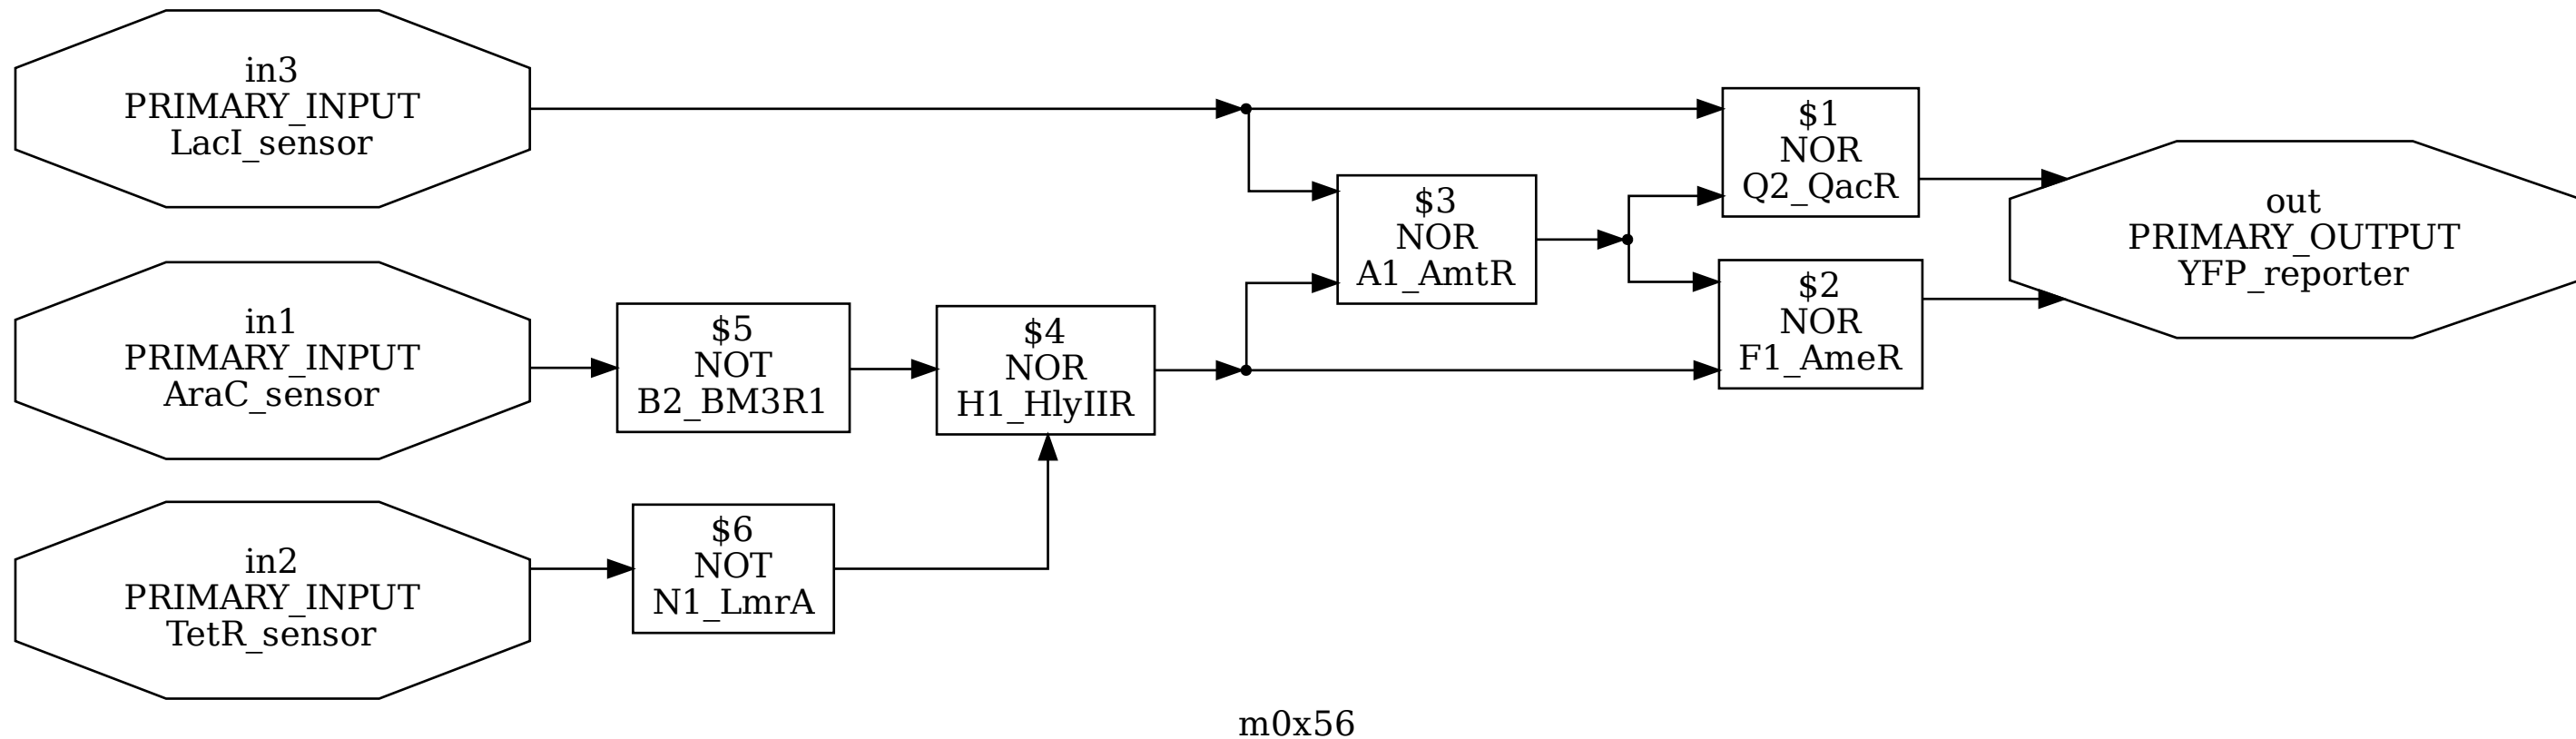 in3
PRIMARY_INPUT
LacI_sensor
$1
NOR
Q2_QacR
$3
NOR
A1_AmtR
out
PRIMARY_OUTPUT
YFP_reporter
in1
PRIMARY_INPUT
AraC_sensor
$5
NOT
B2_BM3R1
$4
NOR
H1_HlyIIR
$2
NOR
F1_AmeR
in2
PRIMARY_INPUT
TetR_sensor
$6
NOT
N1_LmrA
m0x56